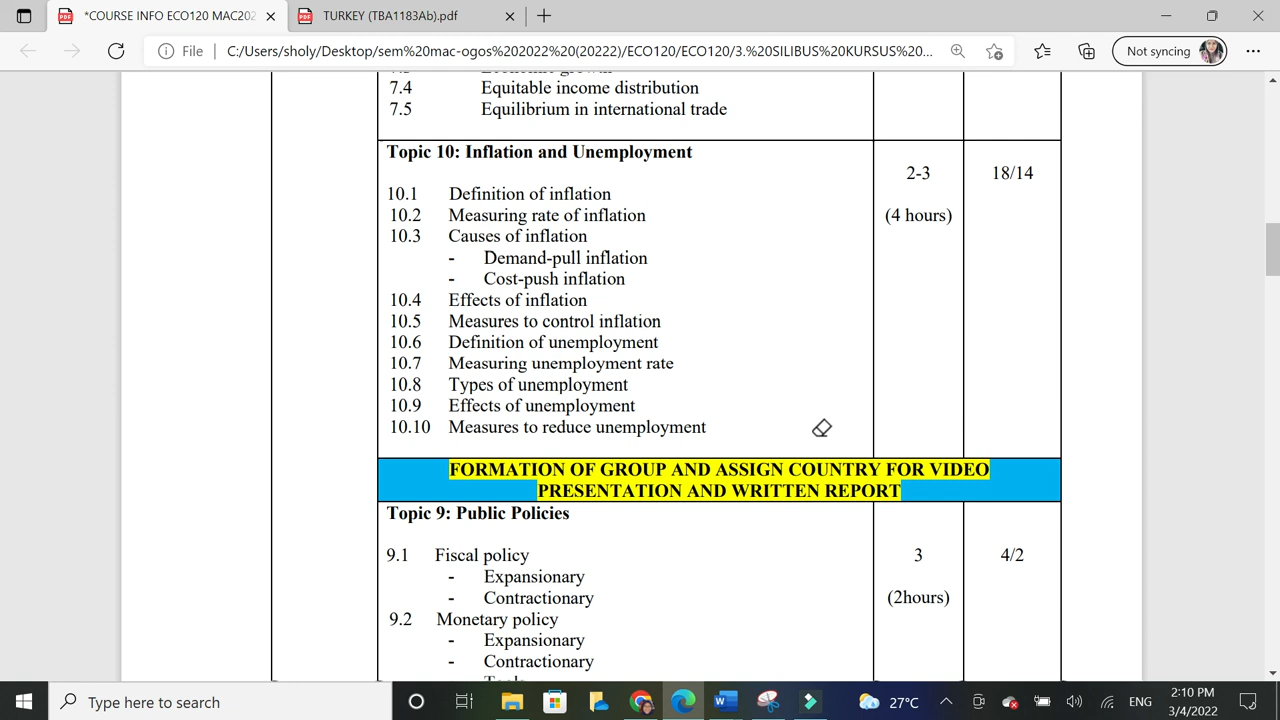 *COURSE INFO ECO120 MAC202
TURKEY (TBA1183Ab).pdf
File
C:/Users/sholy/Desktop/sem%20mac-ogos%202022%20(20222)/ECO120/ECO120/3.%20SILIBUS%20KURSUS%20...
Not syncing
7.4 Equitable income distribution
7.5 Equilibrium in international trade
Topic 10: Inflation and Unemployment
2-3
18/14
(4 hours)
10.1 Definition of inflation
10.2 Measuring rate of inflation
10.3 Causes of inflation
- Demand-pull inflation
- Cost-push inflation
10.4 Effects of inflation
10.5 Measures to control inflation
10.6 Definition of unemployment
10.7 Measuring unemployment rate
10.8 Types of unemployment
10.9 Effects of unemployment
10.10 Measures to reduce unemployment
FORMATION OF GROUP AND ASSIGN COUNTRY FOR VIDEO
PRESENTATION AND WRITTEN REPORT
Topic 9: Public Policies
9.1 Fiscal policy
3
4/2
- Expansionary
- Contractionary
(2hours)
9.2 Monetary policy
- Expansionary
- Contractionary
Type here to search
27°C
ENG
2:10 PM
3/4/2022